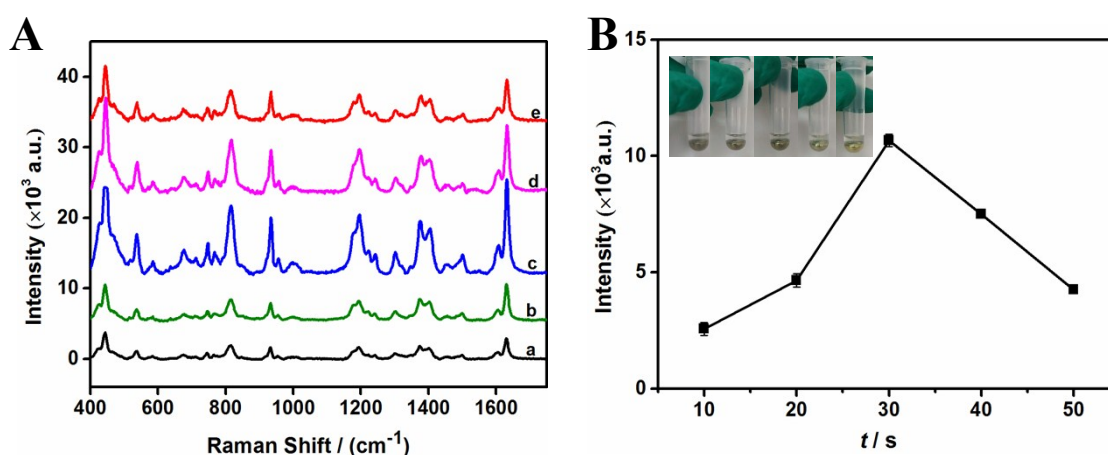 A
Intensity (×10³ a.u.)
40
30
20
10
0
e
d
c
b
a
400 600 800 1000 1200 1400 1600
Raman Shift / (cm⁻¹)
B
Intensity (×10³a.u.)
15
10
5
0
10 20 30 40 50
t / s